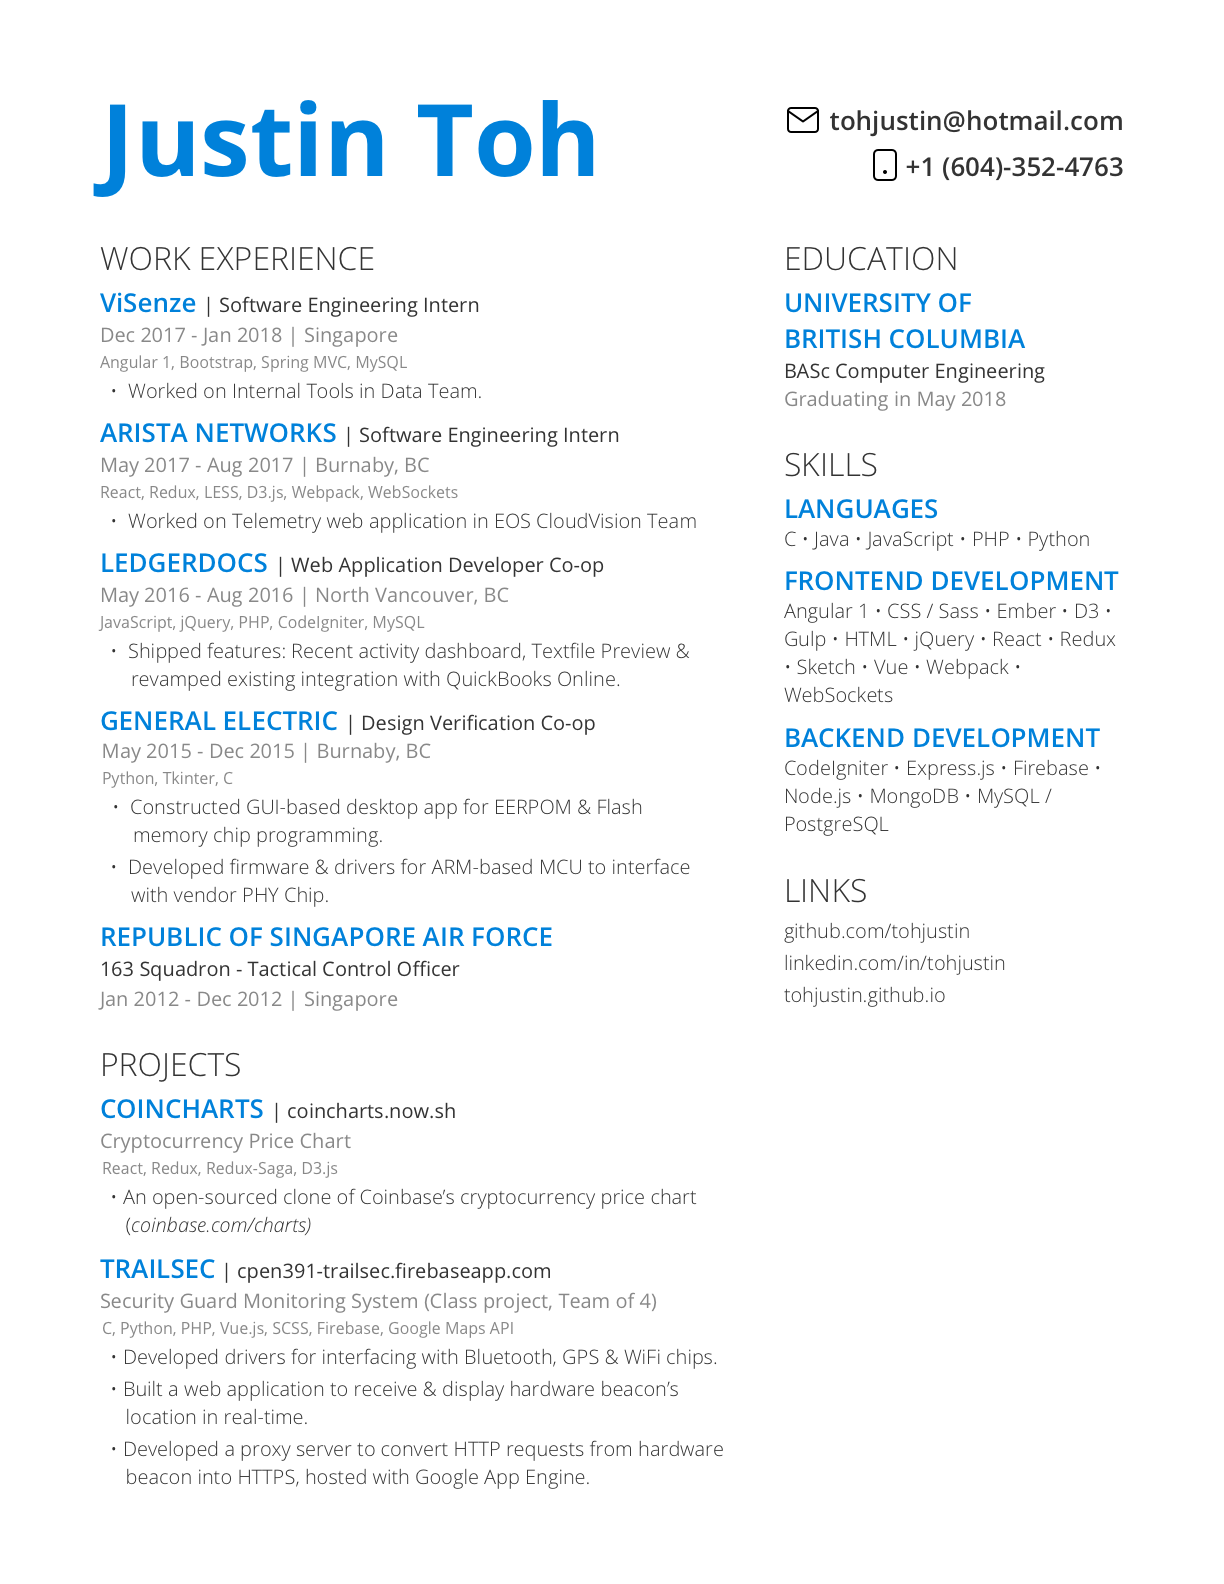 Justin Toh
tohjustin@hotmail.com
+1 (604)-352-4763
WORK EXPERIENCE
ViSenze | Software Engineering Intern
Dec 2017 - Jan 2018 | Singapore
Angular 1, Bootstrap, Spring MVC, MySQL
• Worked on Internal Tools in Data Team.
ARISTA NETWORKS | Software Engineering Intern
May 2017 - Aug 2017 | Burnaby, BC
React, Redux, LESS, D3.js, Webpack, WebSockets
• Worked on Telemetry web application in EOS CloudVision Team
LEDGERDOCS | Web Application Developer Co-op
May 2016 - Aug 2016 | North Vancouver, BC
JavaScript, jQuery, PHP, CodeIgniter, MySQL
• Shipped features: Recent activity dashboard, Textfile Preview &
revamped existing integration with QuickBooks Online.
GENERAL ELECTRIC | Design Verification Co-op
May 2015 - Dec 2015 | Burnaby, BC
Python, Tkinter, C
• Constructed GUI-based desktop app for EERPOM & Flash
memory chip programming.
• Developed firmware & drivers for ARM-based MCU to interface
with vendor PHY Chip.
REPUBLIC OF SINGAPORE AIR FORCE
163 Squadron - Tactical Control Officer
Jan 2012 - Dec 2012 | Singapore
PROJECTS
COINCHARTS | coincharts.now.sh
Cryptocurrency Price Chart
React, Redux, Redux-Saga, D3.js
• An open-sourced clone of Coinbase’s cryptocurrency price chart
(coinbase.com/charts)
TRAILSEC | cpen391-trailsec.firebaseapp.com
Security Guard Monitoring System (Class project, Team of 4)
C, Python, PHP, Vue.js, SCSS, Firebase, Google Maps API
• Developed drivers for interfacing with Bluetooth, GPS & WiFi chips.
• Built a web application to receive & display hardware beacon’s
location in real-time.
• Developed a proxy server to convert HTTP requests from hardware
beacon into HTTPS, hosted with Google App Engine.
EDUCATION
UNIVERSITY OF
BRITISH COLUMBIA
BASc Computer Engineering
Graduating in May 2018
SKILLS
LANGUAGES
C • Java • JavaScript • PHP • Python
FRONTEND DEVELOPMENT
Angular 1 • CSS / Sass • Ember • D3 •
Gulp • HTML • jQuery • React • Redux
• Sketch • Vue • Webpack •
WebSockets
BACKEND DEVELOPMENT
CodeIgniter • Express.js • Firebase •
Node.js • MongoDB • MySQL /
PostgreSQL
LINKS
github.com/tohjustin
linkedin.com/in/tohjustin
tohjustin.github.io